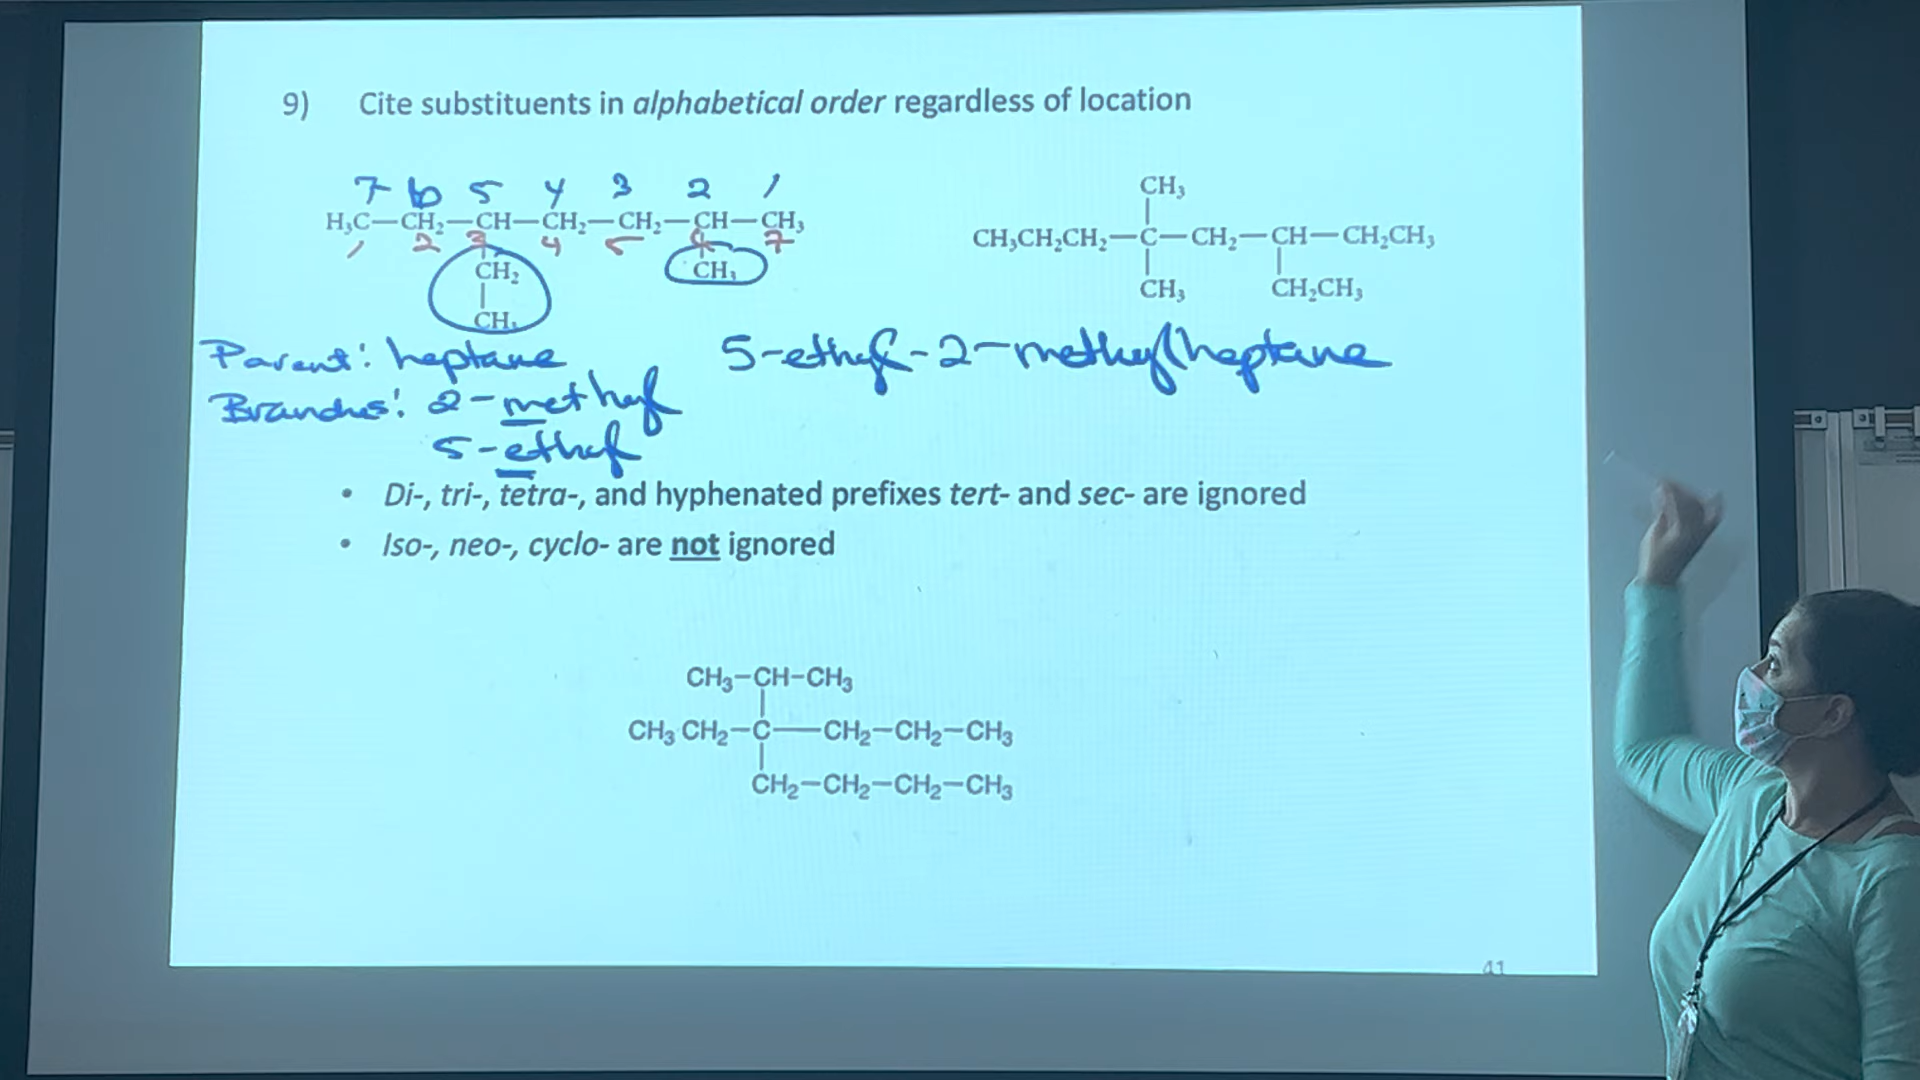 9) Cite substituents in alphabetical order regardless of location
7 6 5 4 3 2 1
H₃C—CH₂—CH—CH₂—CH₂—CH—CH₃
1 2 3 4 5 6 7
CH₂ CH₃
|
CH₃
CH₃
|
CH₃CH₂CH₂—C—CH₂—CH—CH₂CH₃
| |
CH₃ CH₂CH₃
Parent: heptane
Branches: 2-methyl
5-ethyl
5-ethyl-2-methylheptane
• Di-, tri-, tetra-, and hyphenated prefixes tert- and sec- are ignored
• Iso-, neo-, cyclo- are not ignored
CH₃–CH–CH₃
|
CH₃ CH₂–C—CH₂–CH₂–CH₃
|
CH₂–CH₂–CH₂–CH₃
41